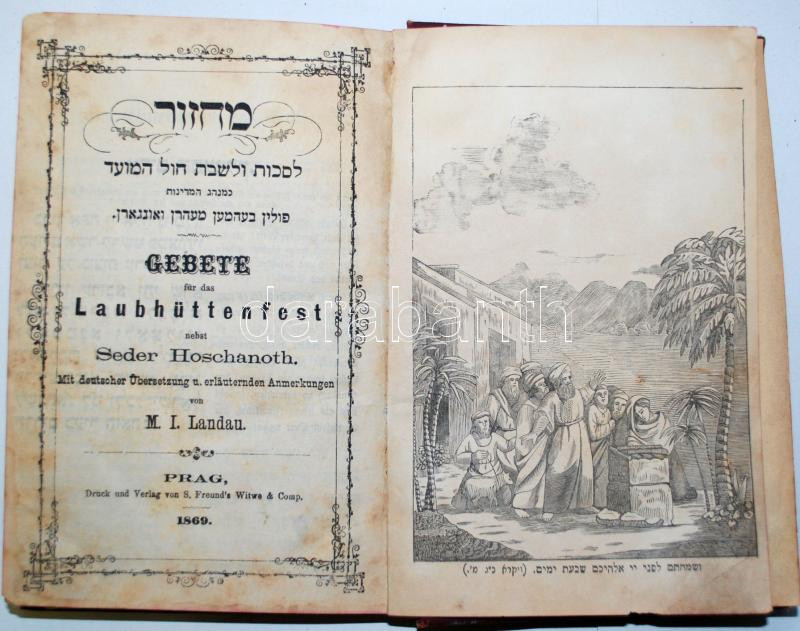 מחזור
לסכות ולשבת חול המועד
כמנהג המדינות
פולין בעהמען מעהרן ואונגארן.
GEBETE
für das
Laubhüttenfest
nebst
Seder Hoschanoth.
Mit deutscher Übersetzung u. erläuternden Anmerkungen
von
M. I. Landau.
PRAG,
Druck und Verlag von S. Freund's Witwe & Comp.
1869.
ושמחתם לפני יי אלהיכם שבעת ימים. (ויקרא כ״ג מ׳.)
darabanth